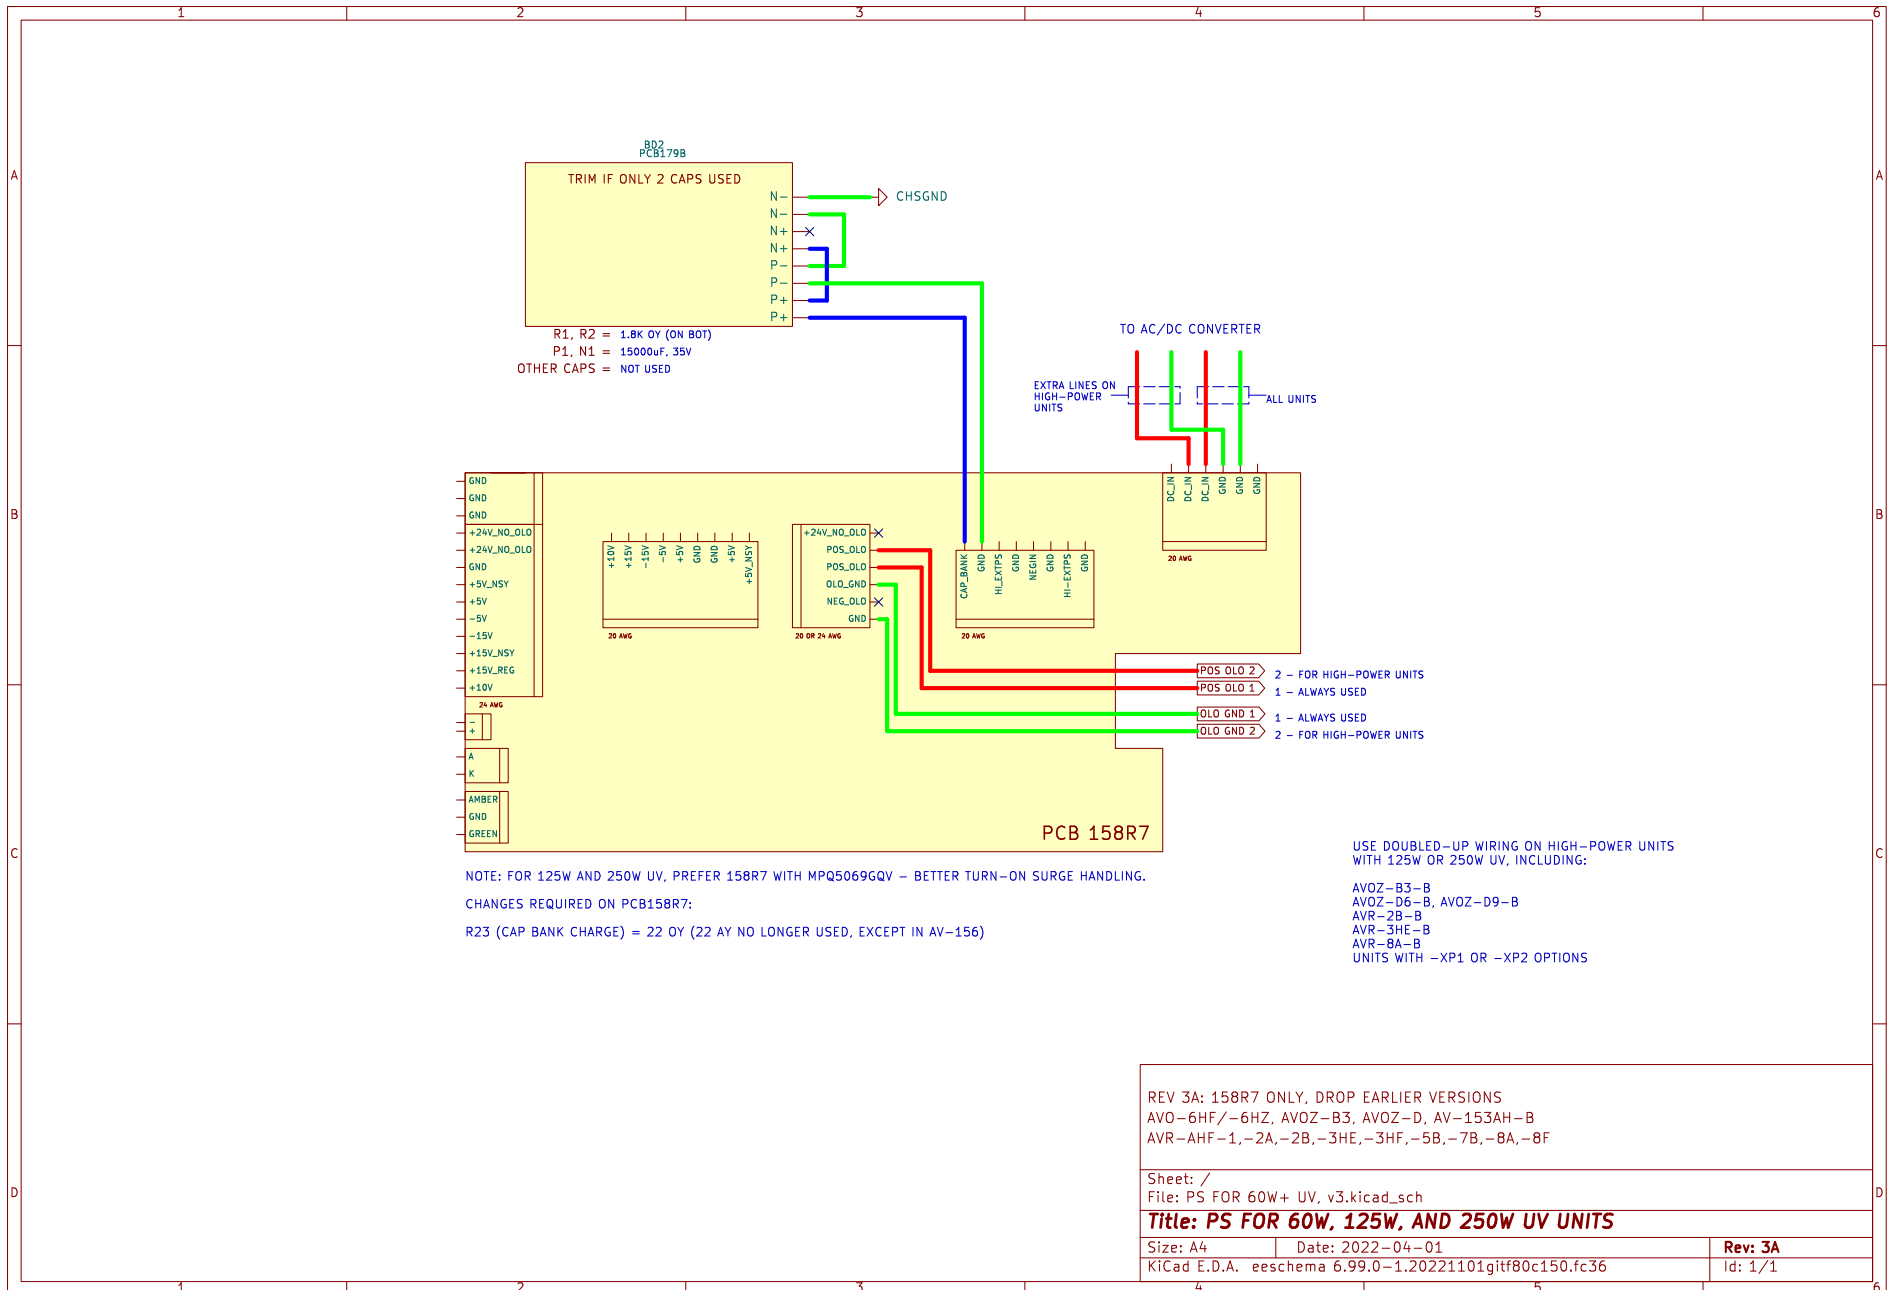 1 2 3 4 5 6
A A
BD2
PCB179B
TRIM IF ONLY 2 CAPS USED
N-
CHSGND
N-
N+
N+
P-
P-
P+
P+
R1, R2 = 1.8K OY (ON BOT)
P1, N1 = 15000uF, 35V
OTHER CAPS = NOT USED
TO AC/DC CONVERTER
EXTRA LINES ON
HIGH-POWER
UNITS
ALL UNITS
B B
GND
GND
GND
+24V_NO_OLO
+24V_NO_OLO
GND
+5V_NSY
+5V
-5V
-15V
+15V_NSY
+15V_REG
+10V
24 AWG
-
+
A
K
AMBER
GND
GREEN
+10V
+15V
-15V
-5V
+5V
GND
GND
+5V
+5V_NSY
20 AWG
+24V_NO_OLO
POS_OLO
POS_OLO
OLO_GND
NEG_OLO
GND
20 OR 24 AWG
CAP_BANK
GND
HI_EXTPS
GND
NEGIN
GND
HI-EXTPS
GND
20 AWG
DC_IN
DC_IN
DC_IN
GND
GND
GND
20 AWG
POS OLO 2 2 - FOR HIGH-POWER UNITS
POS OLO 1 1 - ALWAYS USED
OLO GND 1 1 - ALWAYS USED
OLO GND 2 2 - FOR HIGH-POWER UNITS
PCB 158R7
C C
NOTE: FOR 125W AND 250W UV, PREFER 158R7 WITH MPQ5069GQV - BETTER TURN-ON SURGE HANDLING.
CHANGES REQUIRED ON PCB158R7:
R23 (CAP BANK CHARGE) = 22 OY (22 AY NO LONGER USED, EXCEPT IN AV-156)
USE DOUBLED-UP WIRING ON HIGH-POWER UNITS
WITH 125W OR 250W UV, INCLUDING:
AVOZ-B3-B
AVOZ-D6-B, AVOZ-D9-B
AVR-2B-B
AVR-3HE-B
AVR-8A-B
UNITS WITH -XP1 OR -XP2 OPTIONS
D D
REV 3A: 158R7 ONLY, DROP EARLIER VERSIONS
AVO-6HF/-6HZ, AVOZ-B3, AVOZ-D, AV-153AH-B
AVR-AHF-1,-2A,-2B,-3HE,-3HF,-5B,-7B,-8A,-8F
Sheet: /
File: PS FOR 60W+ UV, v3.kicad_sch
Title: PS FOR 60W, 125W, AND 250W UV UNITS
Size: A4 Date: 2022-04-01 Rev: 3A
KiCad E.D.A. eeschema 6.99.0-1.20221101gitf80c150.fc36 Id: 1/1
1 2 3 4 5 6